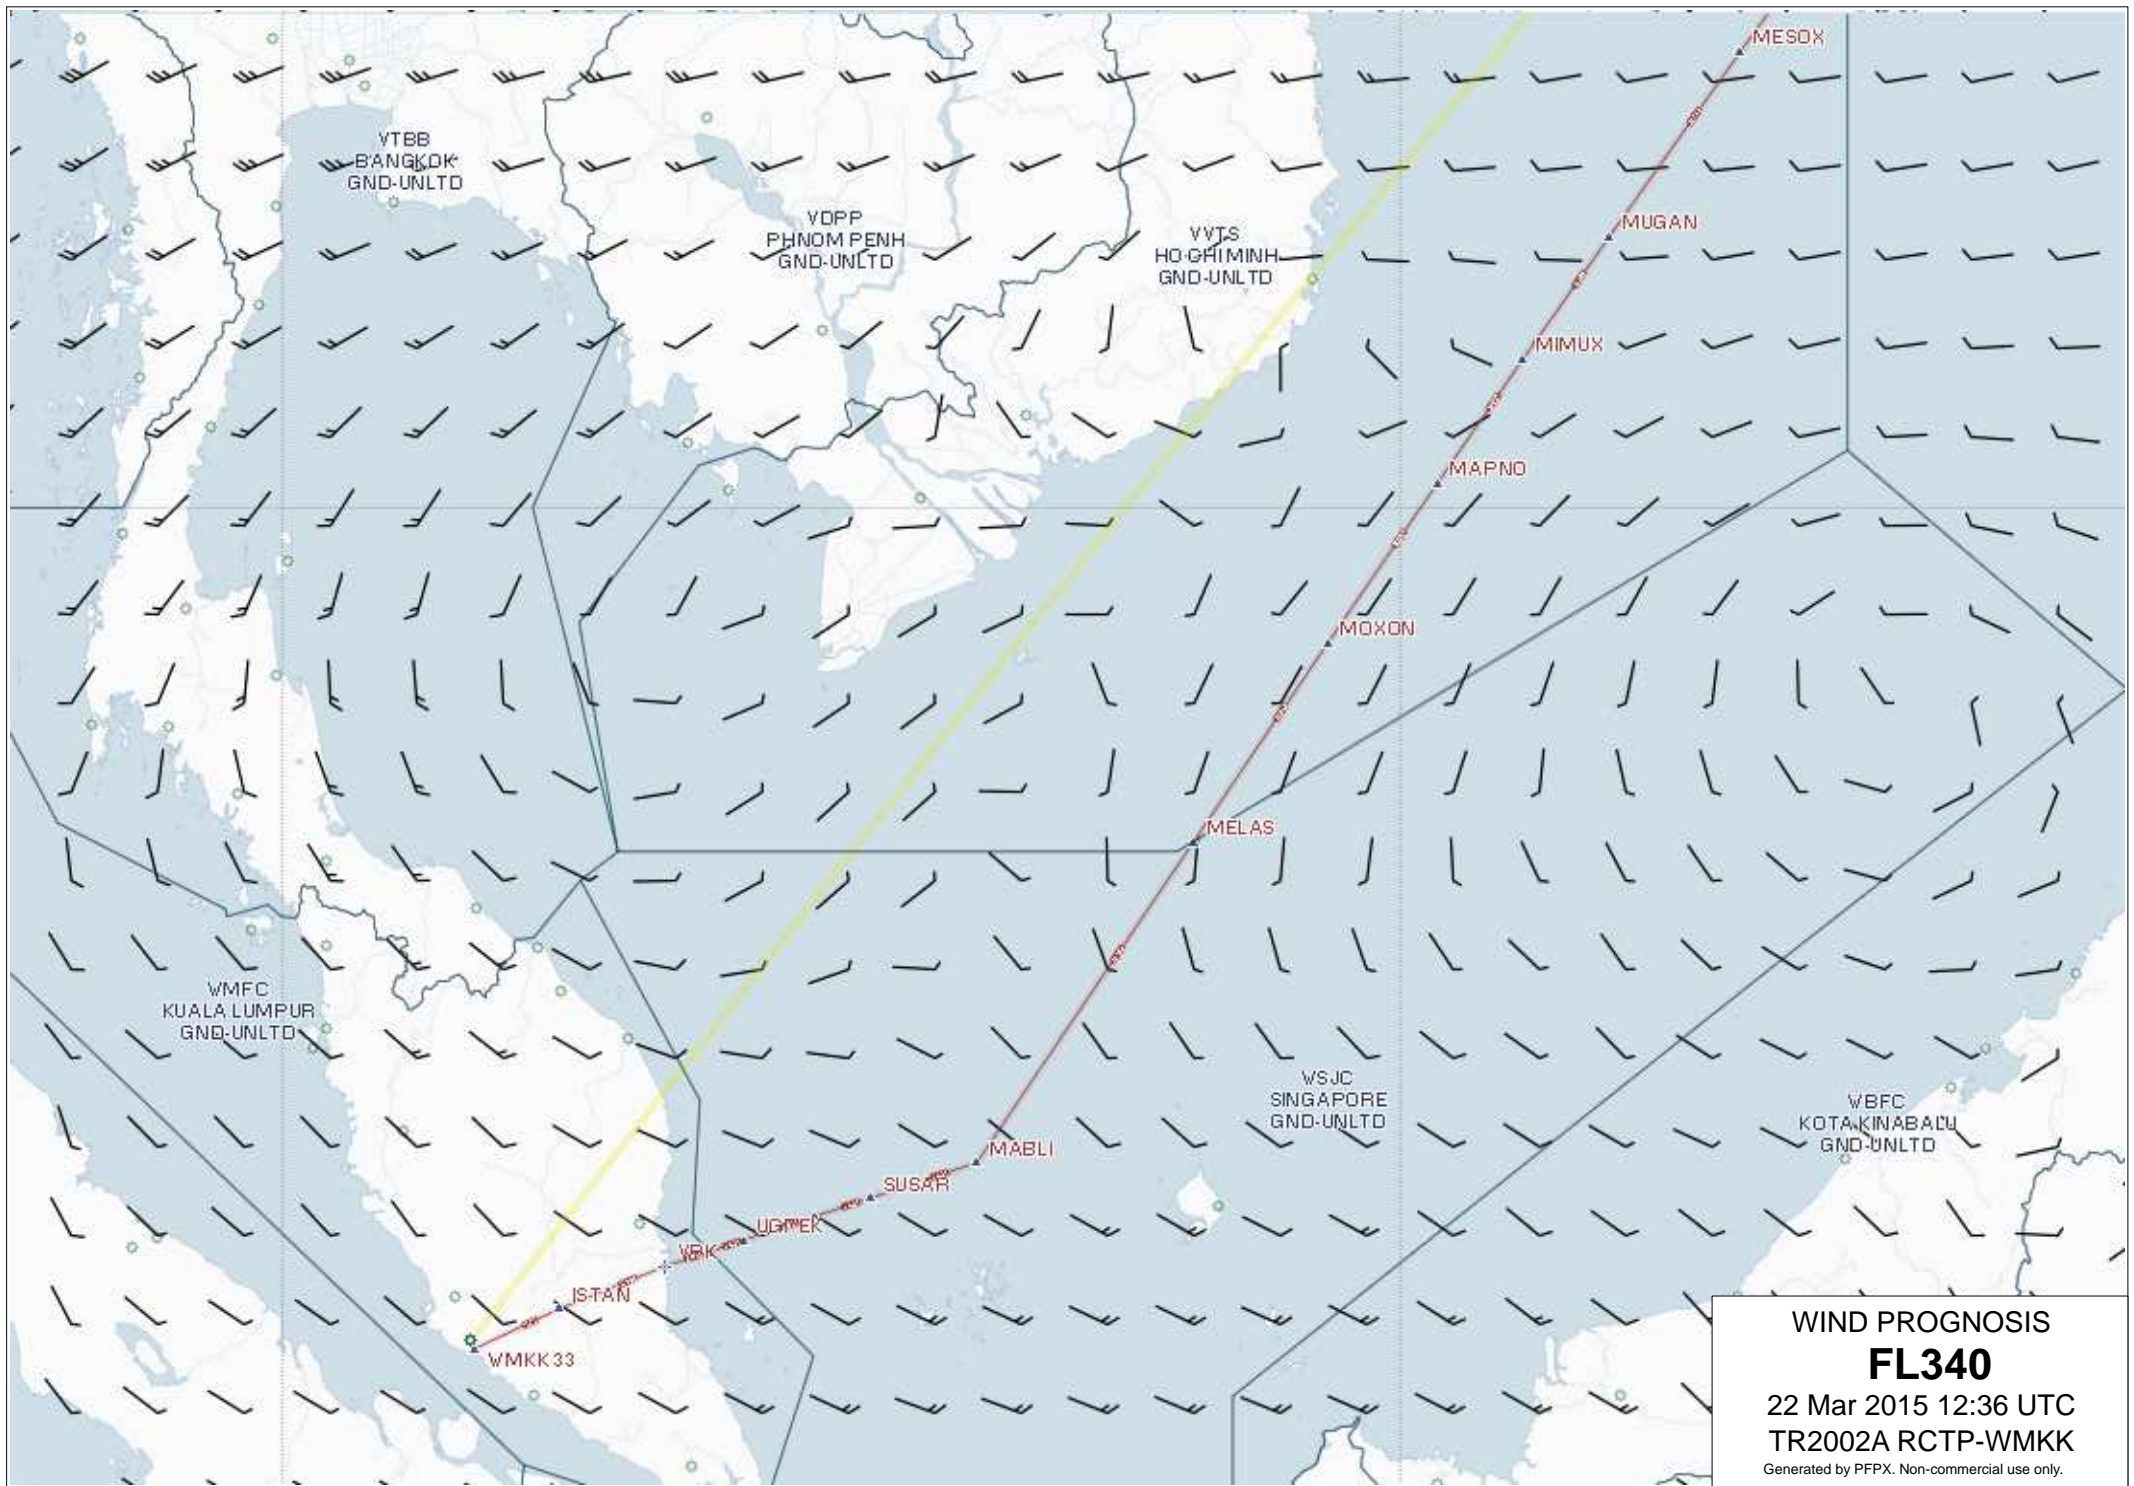 MESOX
VTBB
BANGKOK
GND-UNLTD
VDPP
PHNOM PENH
GND-UNLTD
VVTS
HO CHI MINH
GND-UNLTD
MUGAN
MIMUX
MAPNO
MOXON
MELAS
WMFC
KUALA LUMPUR
GND-UNLTD
WSJC
SINGAPORE
GND-UNLTD
WBFC
KOTA KINABALU
GND-UNLTD
MABLI
SUSAR
UGPEK
VPK
ISTAN
WMKK33
WIND PROGNOSIS
FL340
22 Mar 2015 12:36 UTC
TR2002A RCTP-WMKK
Generated by PFPX. Non-commercial use only.